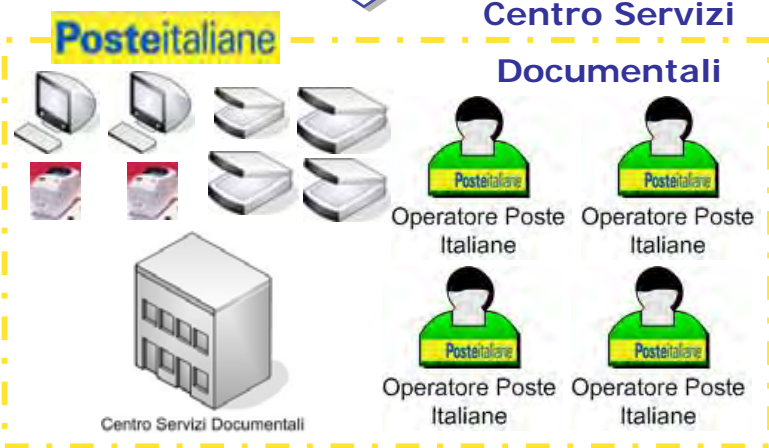 Centro Servizi
Documentali
Posteitaliane
Posteitaliane
Posteitaliane
Operatore Poste
Italiane
Operatore Poste
Italiane
Posteitaliane
Posteitaliane
Operatore Poste
Italiane
Operatore Poste
Italiane
Centro Servizi Documentali